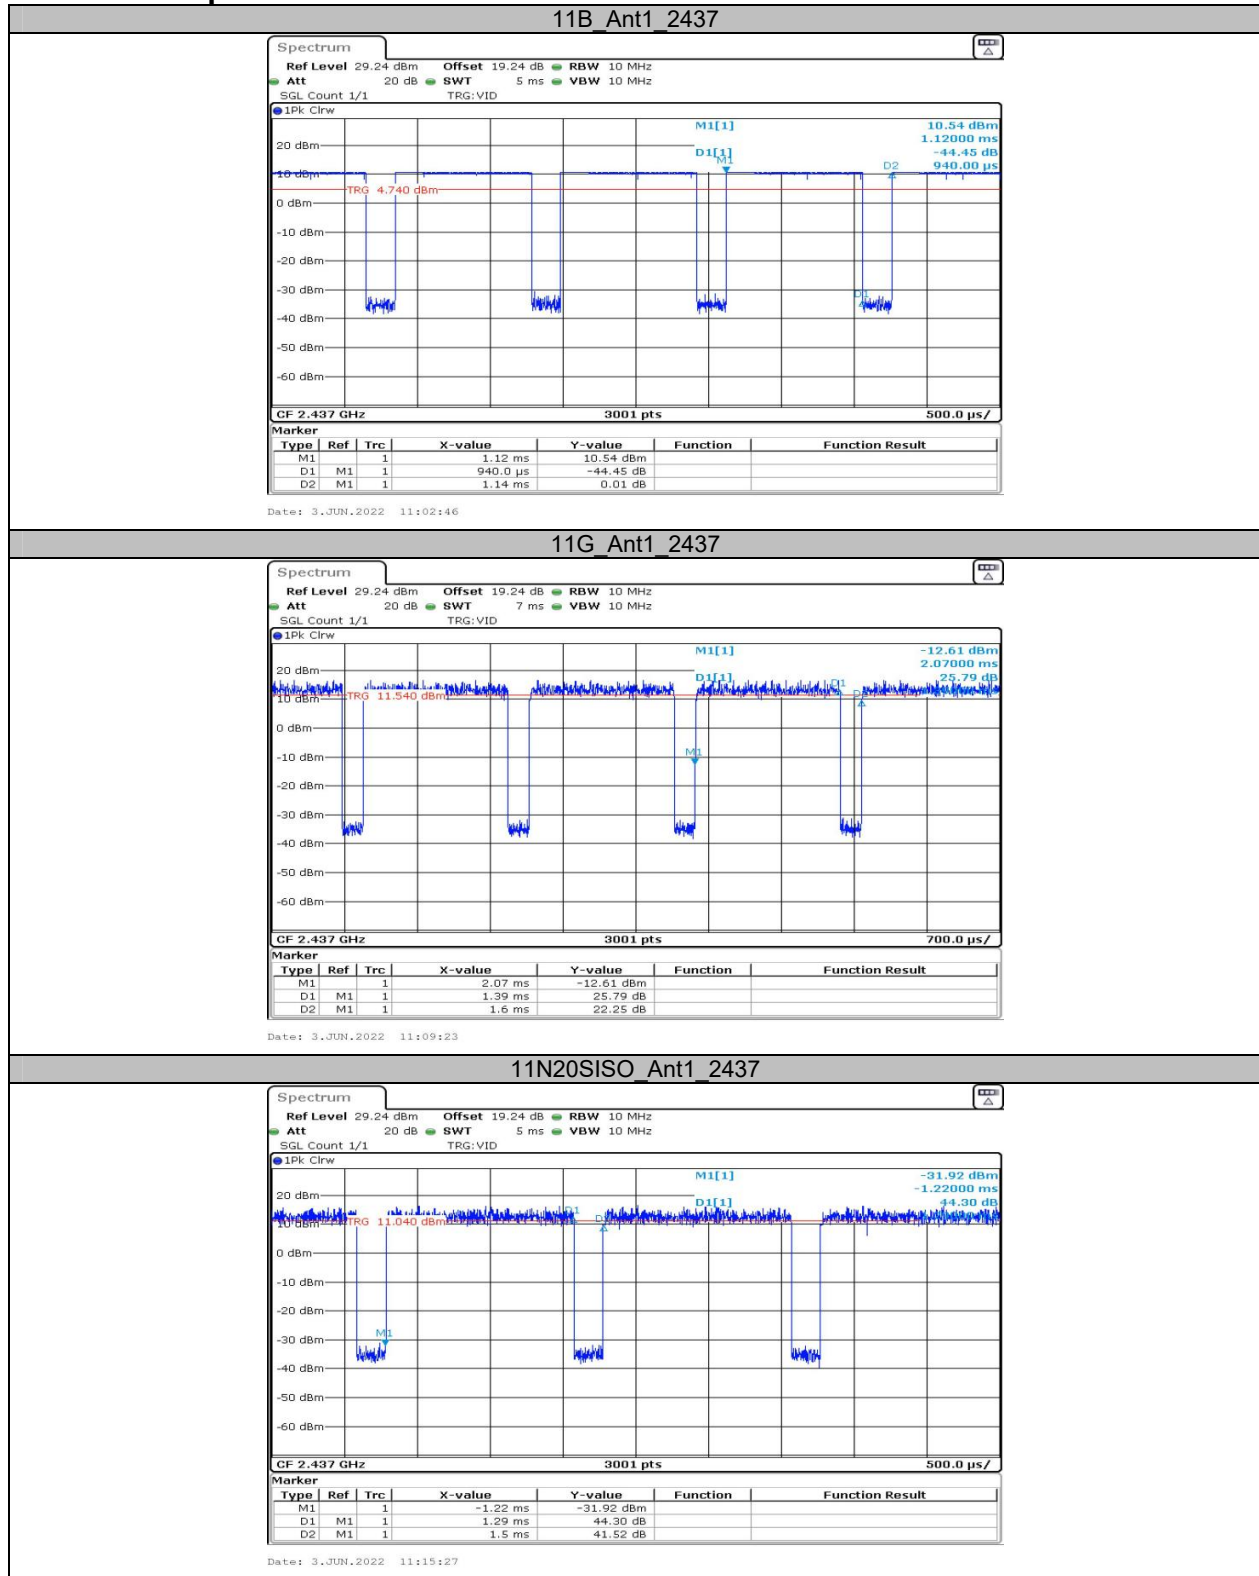 11B_Ant1_2437
Spectrum
Ref Level 29.24 dBm Offset 19.24 dB RBW 10 MHz
Att 20 dB SWT 5 ms VBW 10 MHz
SGL Count 1/1 TRG:VID
1Pk Clrw
M1[1] 10.54 dBm
1.12000 ms
D1[1] -44.45 dB
940.00 µs
M1
D2
20 dBm
10 dBm
TRG 4.740 dBm
0 dBm
-10 dBm
-20 dBm
-30 dBm
D1
-40 dBm
-50 dBm
-60 dBm
CF 2.437 GHz 3001 pts 500.0 µs/
Marker
Type Ref Trc X-value Y-value Function Function Result
M1 1 1.12 ms 10.54 dBm
D1 M1 1 940.0 µs -44.45 dB
D2 M1 1 1.14 ms 0.01 dB
Date: 3.JUN.2022 11:02:46
11G_Ant1_2437
Spectrum
Ref Level 29.24 dBm Offset 19.24 dB RBW 10 MHz
Att 20 dB SWT 7 ms VBW 10 MHz
SGL Count 1/1 TRG:VID
1Pk Clrw
M1[1] -12.61 dBm
2.07000 ms
20 dBm
D1[1] 25.79 dB
D1
10 dBm
TRG 11.540 dBm
0 dBm
M1
-10 dBm
-20 dBm
-30 dBm
-40 dBm
-50 dBm
-60 dBm
CF 2.437 GHz 3001 pts 700.0 µs/
Marker
Type Ref Trc X-value Y-value Function Function Result
M1 1 2.07 ms -12.61 dBm
D1 M1 1 1.39 ms 25.79 dB
D2 M1 1 1.6 ms 22.25 dB
Date: 3.JUN.2022 11:09:23
11N20SISO_Ant1_2437
Spectrum
Ref Level 29.24 dBm Offset 19.24 dB RBW 10 MHz
Att 20 dB SWT 5 ms VBW 10 MHz
SGL Count 1/1 TRG:VID
1Pk Clrw
M1[1] -31.92 dBm
-1.22000 ms
20 dBm
D1[1] 44.30 dB
D1
10 dBm
TRG 11.040 dBm
0 dBm
-10 dBm
-20 dBm
-30 dBm
M1
-40 dBm
-50 dBm
-60 dBm
CF 2.437 GHz 3001 pts 500.0 µs/
Marker
Type Ref Trc X-value Y-value Function Function Result
M1 1 -1.22 ms -31.92 dBm
D1 M1 1 1.29 ms 44.30 dB
D2 M1 1 1.5 ms 41.52 dB
Date: 3.JUN.2022 11:15:27